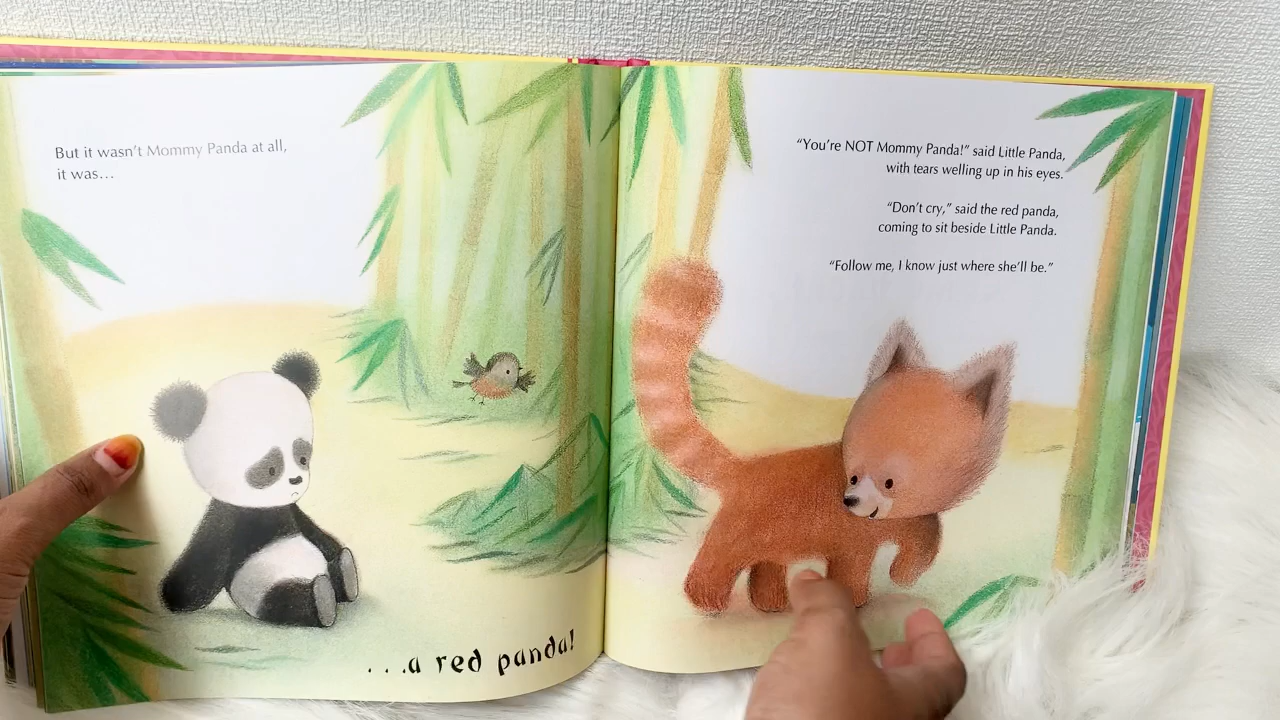 But it wasn't Mommy Panda at all,
it was...
...a red panda!
“You're NOT Mommy Panda!” said Little Panda,
with tears welling up in his eyes.
“Don't cry,” said the red panda,
coming to sit beside Little Panda.
“Follow me, I know just where she'll be.”